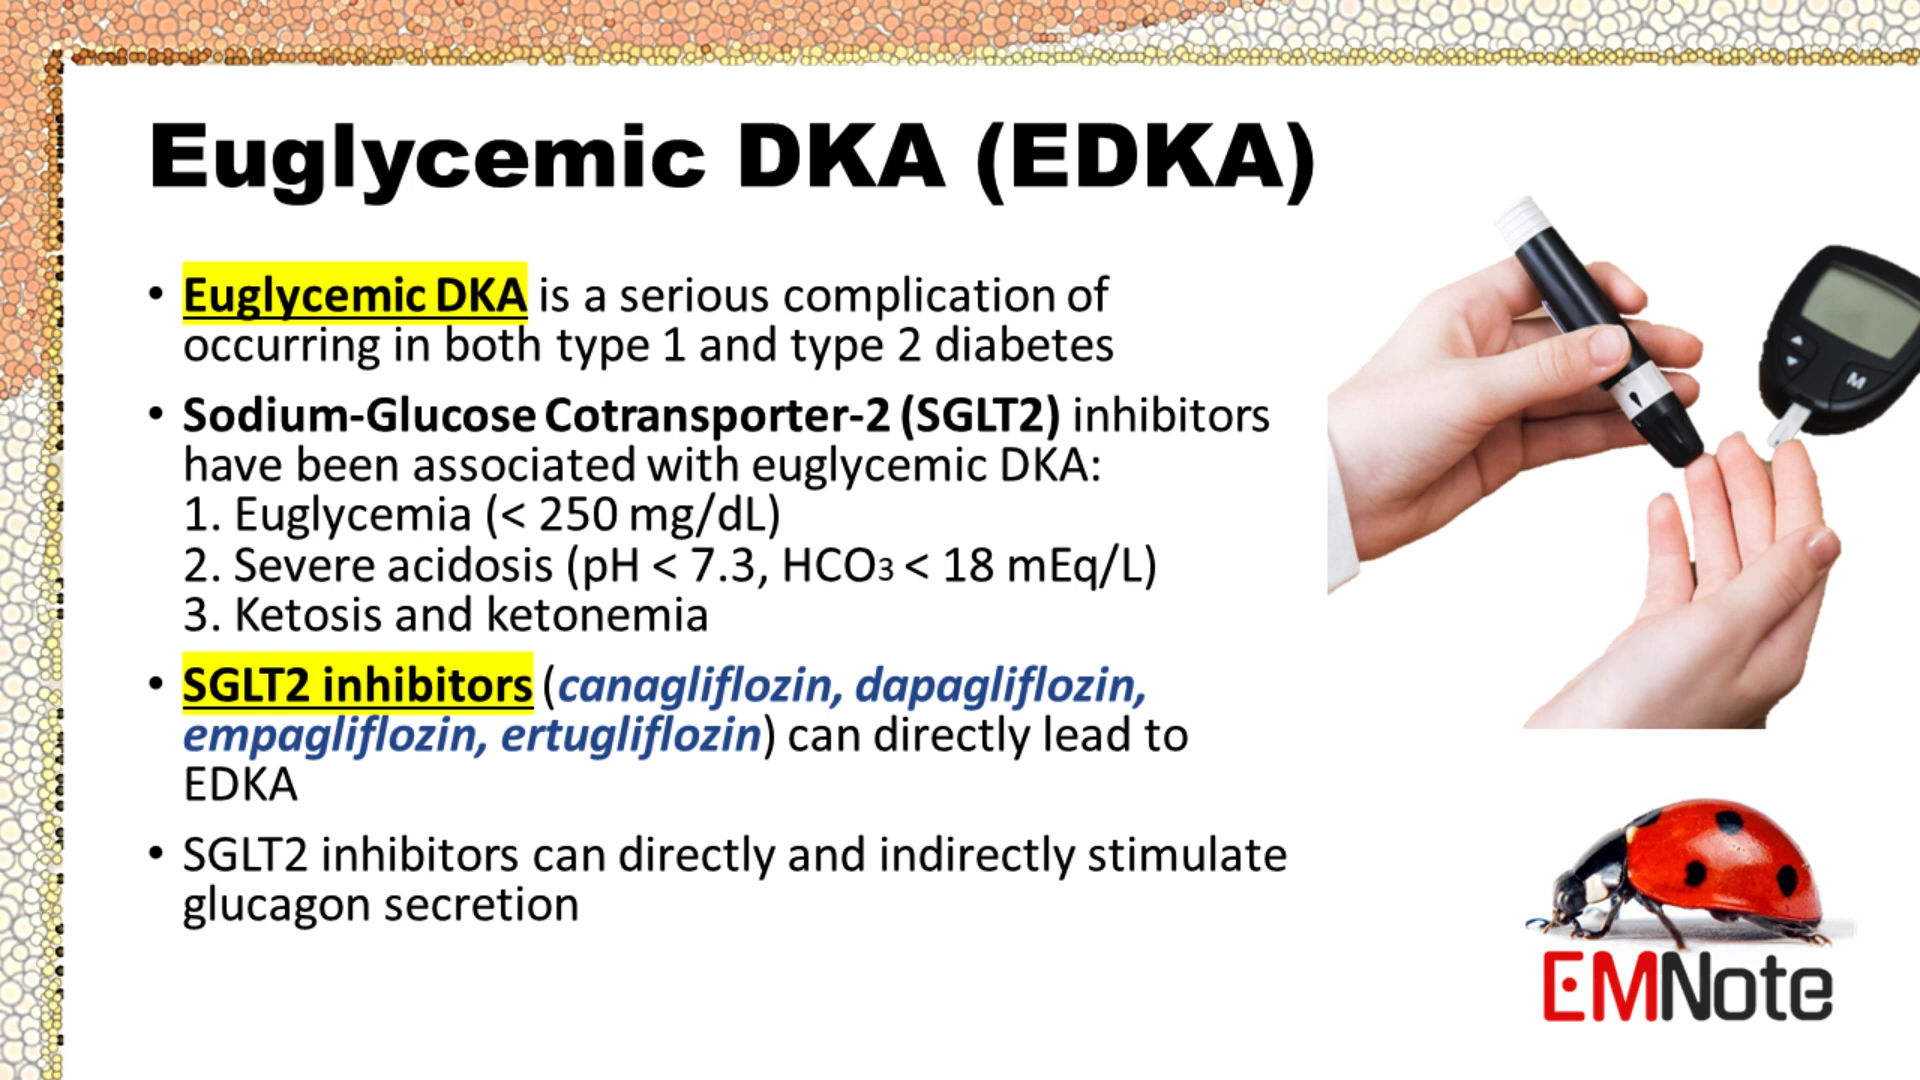 Euglycemic DKA (EDKA)
• Euglycemic DKA is a serious complication of
occurring in both type 1 and type 2 diabetes
• Sodium-Glucose Cotransporter-2 (SGLT2) inhibitors
have been associated with euglycemic DKA:
1. Euglycemia (< 250 mg/dL)
2. Severe acidosis (pH < 7.3, HCO₃ < 18 mEq/L)
3. Ketosis and ketonemia
• SGLT2 inhibitors (canagliflozin, dapagliflozin,
empagliflozin, ertugliflozin) can directly lead to
EDKA
• SGLT2 inhibitors can directly and indirectly stimulate
glucagon secretion
M
EMNote